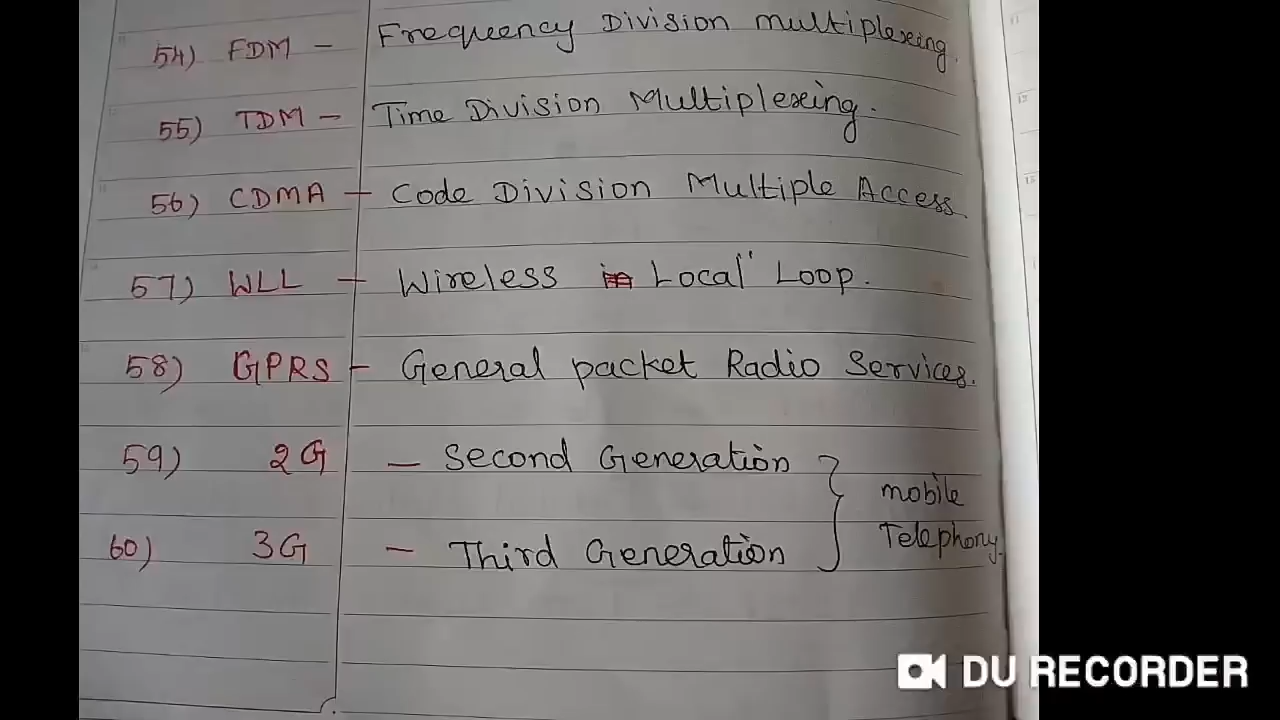 54) FDM - Frequency Division multiplexing.
55) TDM - Time Division Multiplexing.
56) CDMA - Code Division Multiple Access.
57) WLL - Wireless in Local Loop.
58) GPRS - General packet Radio Services.
59) 2G - Second Generation
60) 3G - Third Generation
mobile
Telephony.
DU RECORDER